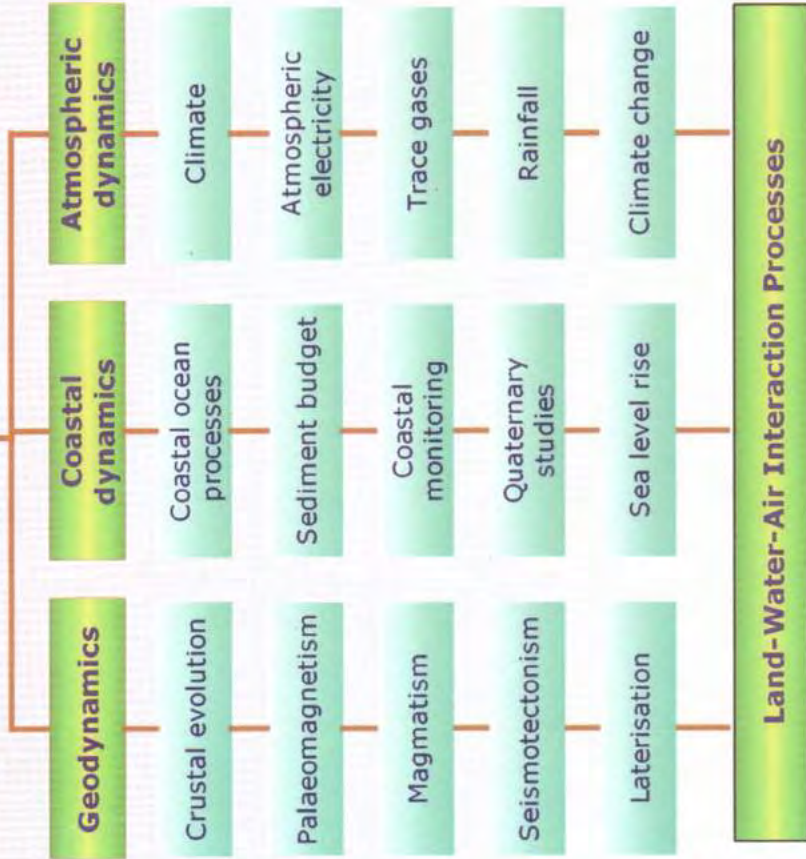 Geodynamics
Crustal evolution
Palaeomagnetism
Magmatism
Seismotectonism
Laterisation
Coastal
dynamics
Coastal ocean
processes
Sediment budget
Coastal
monitoring
Quaternary
studies
Sea level rise
Atmospheric
dynamics
Climate
Atmospheric
electricity
Trace gases
Rainfall
Climate change
Land-Water-Air Interaction Processes